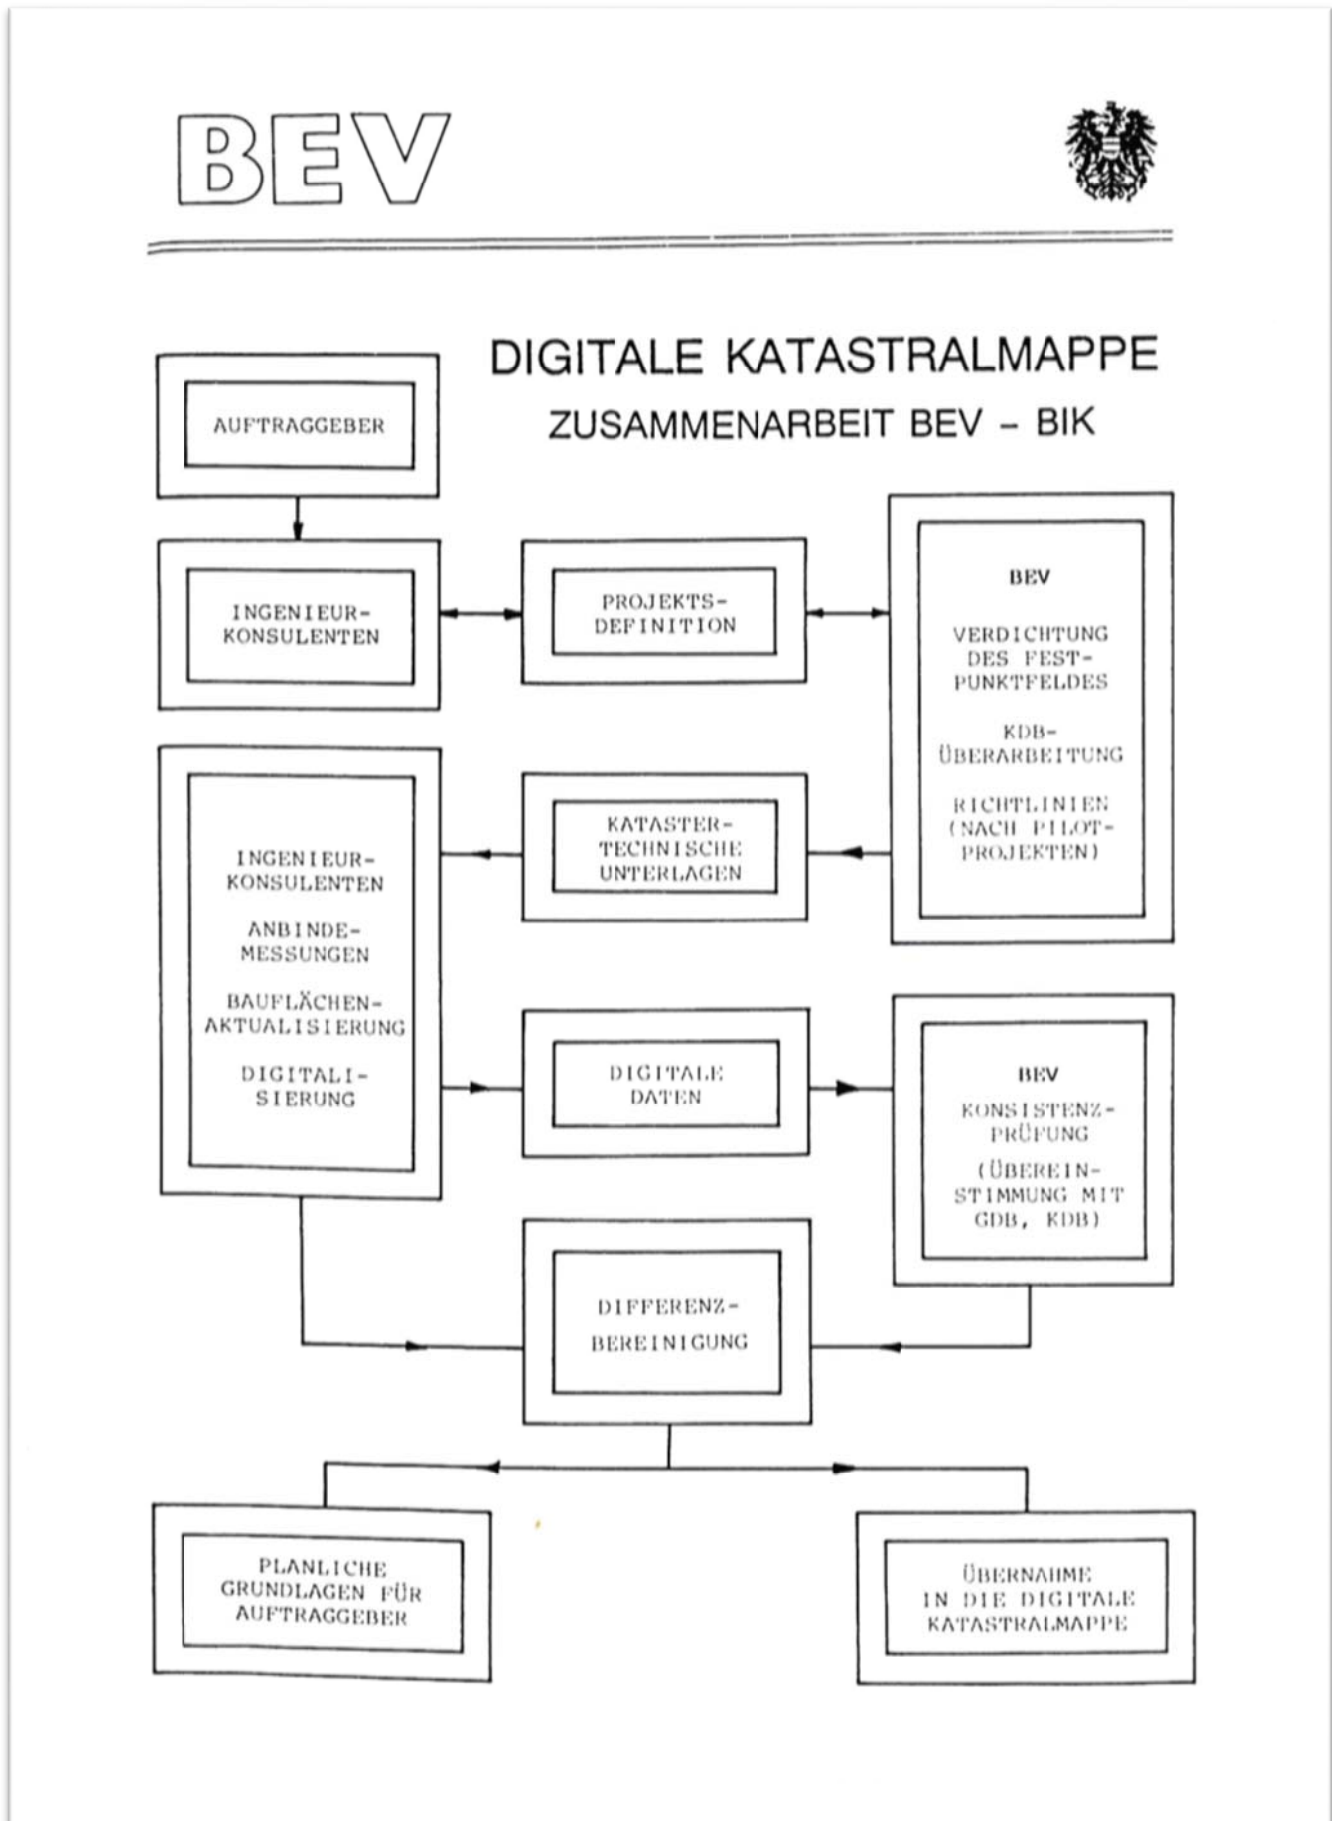 BEV
DIGITALE KATASTRALMAPPE
ZUSAMMENARBEIT BEV – BIK
AUFTRAGGEBER
INGENIEUR-
KONSULENTEN
PROJEKTS-
DEFINITION
BEV
VERDICHTUNG
DES FEST-
PUNKTFELDES
KDB-
ÜBERARBEITUNG
RICHTLINIEN
(NACH PILOT-
PROJEKTEN)
KATASTER-
TECHNISCHE
UNTERLAGEN
INGENIEUR-
KONSULENTEN
ANBINDE-
MESSUNGEN
BAUFLÄCHEN-
AKTUALISIERUNG
DIGITALI-
SIERUNG
DIGITALE
DATEN
BEV
KONSISTENZ-
PRÜFUNG
(ÜBEREIN-
STIMMUNG MIT
GDB, KDB)
DIFFERENZ-
BEREINIGUNG
PLANLICHE
GRUNDLAGEN FÜR
AUFTRAGGEBER
ÜBERNAHME
IN DIE DIGITALE
KATASTRALMAPPE